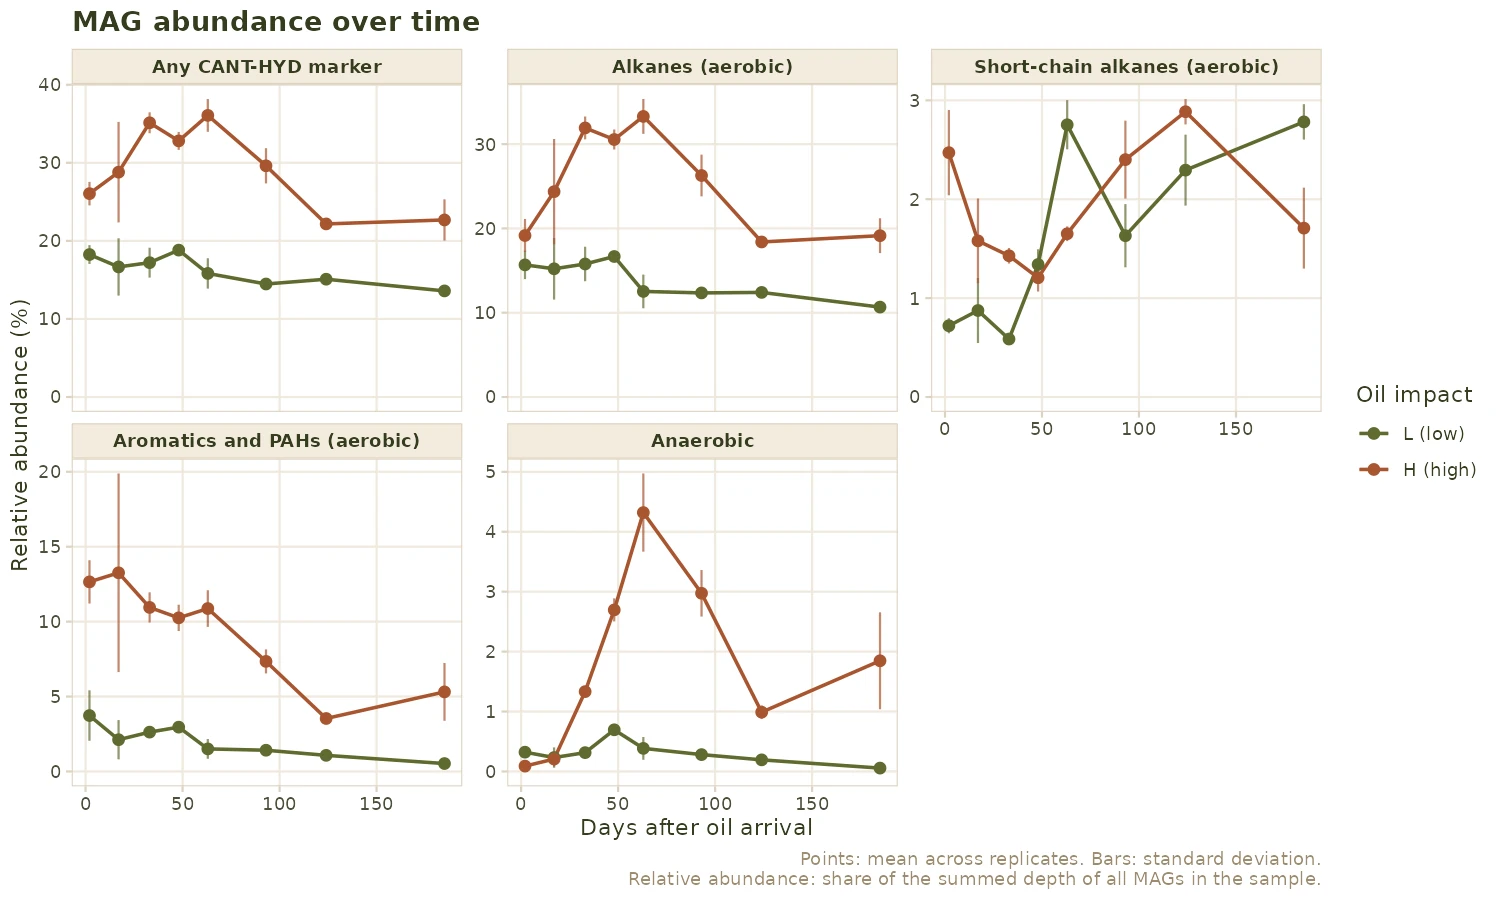 MAG abundance over time
Any CANT-HYD marker
Alkanes (aerobic)
Short-chain alkanes (aerobic)
40
30
20
10
0
30
20
10
0
3
2
1
0
0
50
100
150
Aromatics and PAHs (aerobic)
Anaerobic
20
15
10
5
0
5
4
3
2
1
0
0
50
100
150
0
50
100
150
Relative abundance (%)
Days after oil arrival
Oil impact
L (low)
H (high)
Points: mean across replicates. Bars: standard deviation.
Relative abundance: share of the summed depth of all MAGs in the sample.